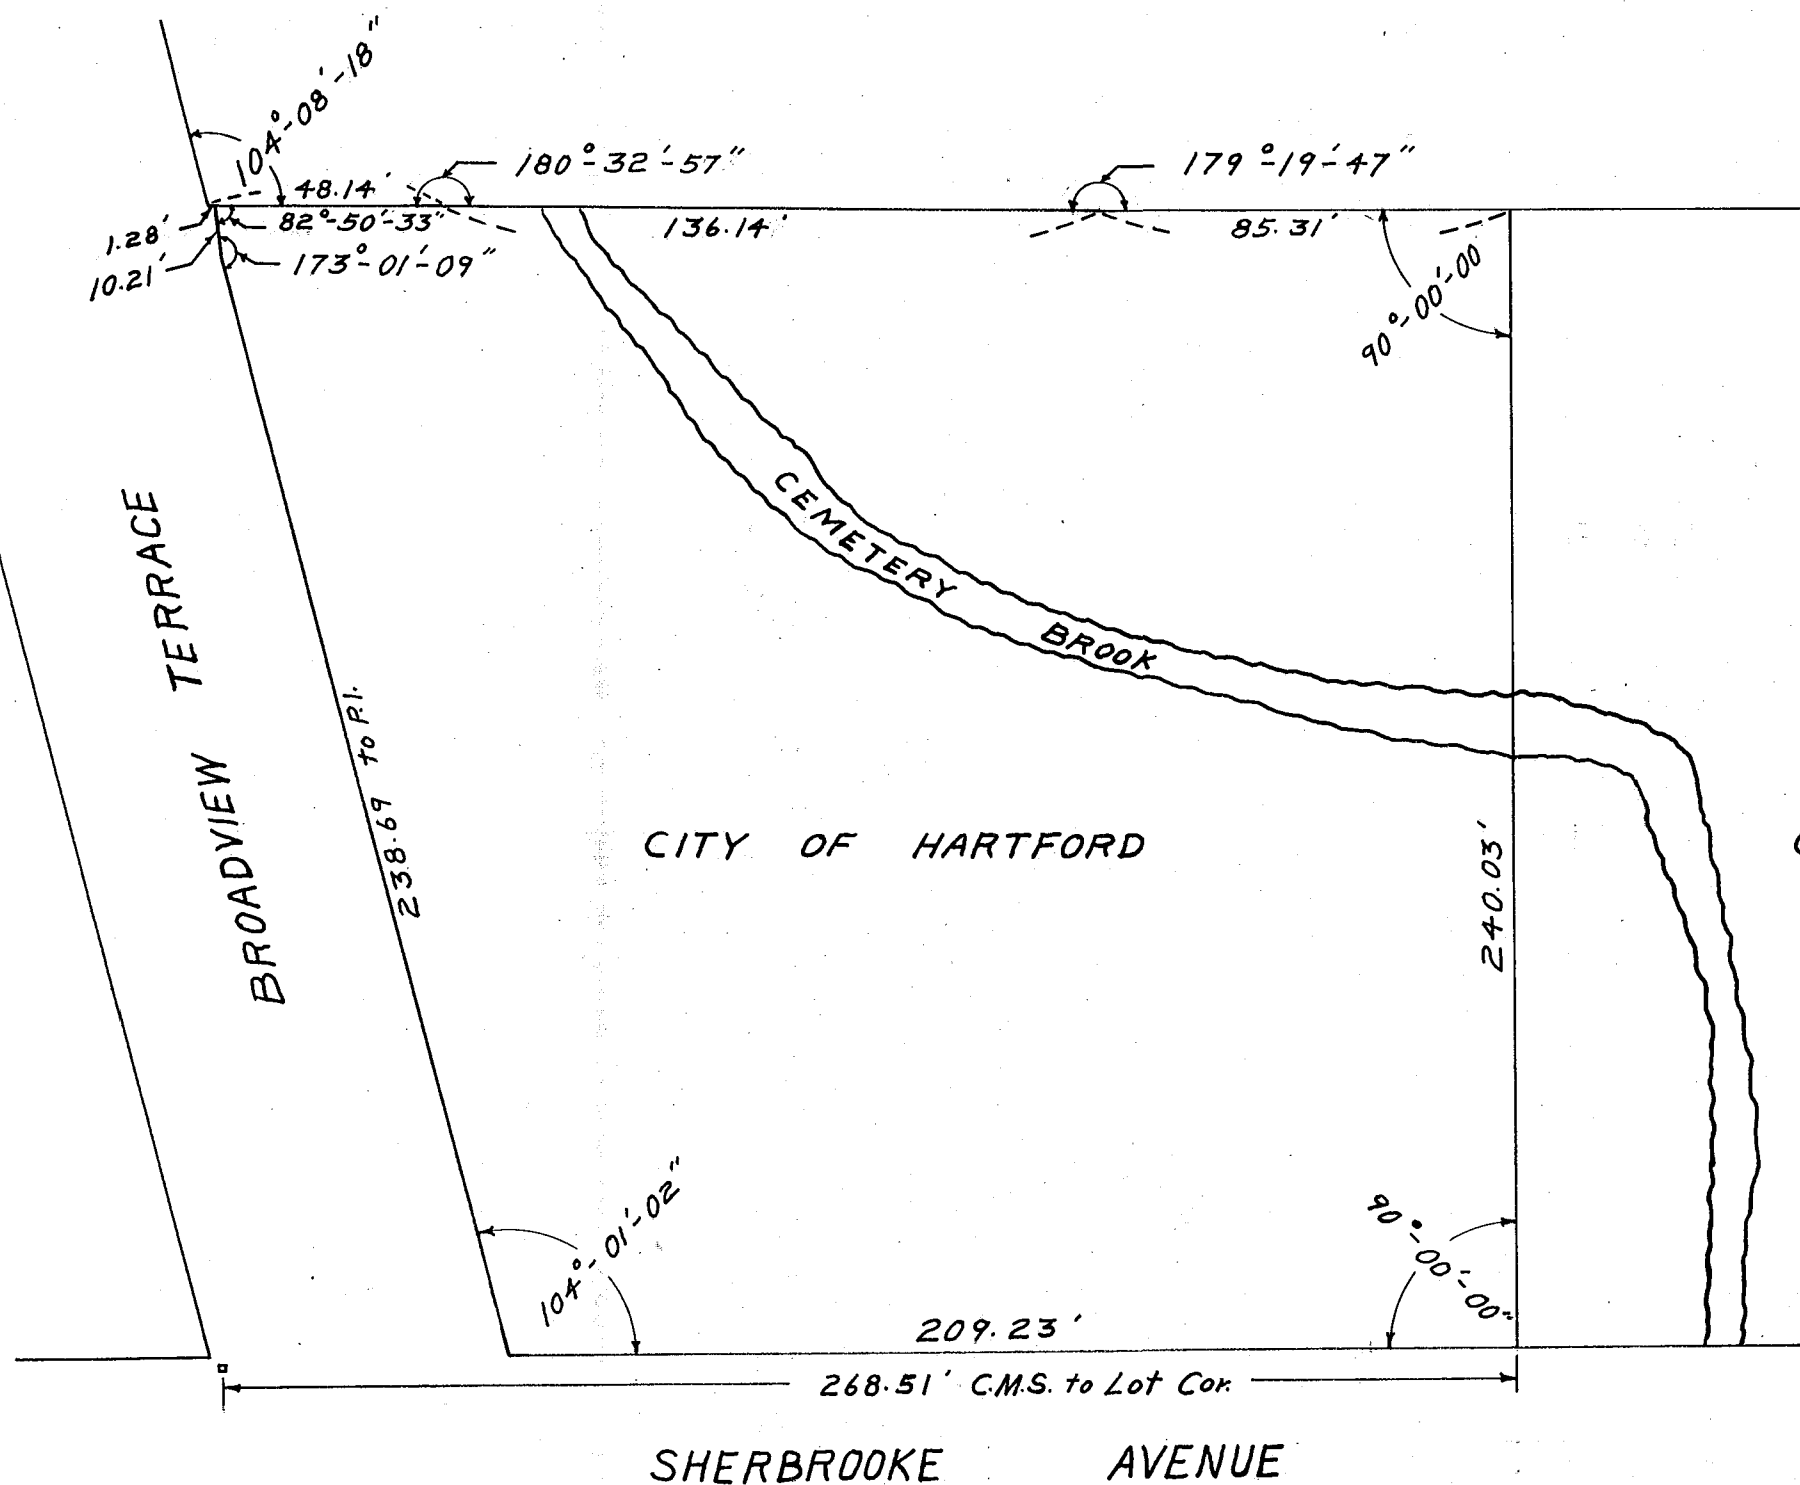 104°-08'-18"
180°-32'-57"
179°-19'-47"
48.14'
82°-50'-33"
136.14'
85.31'
1.28'
10.21'
173°-01'-09"
90°-00'-00
BROADVIEW TERRACE
238.69 to P.I.
CEMETERY BROOK
CITY OF HARTFORD
240.03'
104°-01'-02"
90°-00'-00"
209.23'
268.51' C.M.S. to Lot Cor.
SHERBROOKE AVENUE